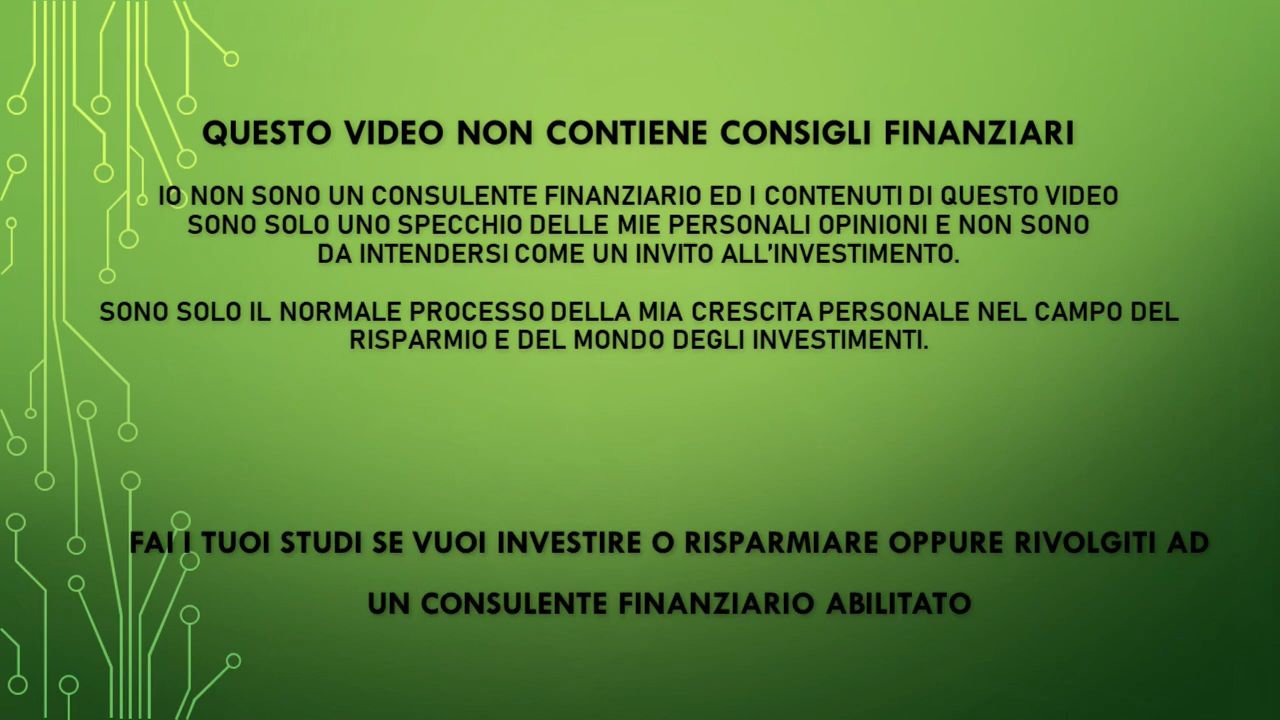 QUESTO VIDEO NON CONTIENE CONSIGLI FINANZIARI
IO NON SONO UN CONSULENTE FINANZIARIO ED I CONTENUTI DI QUESTO VIDEO
SONO SOLO UNO SPECCHIO DELLE MIE PERSONALI OPINIONI E NON SONO
DA INTENDERSI COME UN INVITO ALL'INVESTIMENTO.
SONO SOLO IL NORMALE PROCESSO DELLA MIA CRESCITA PERSONALE NEL CAMPO DEL
RISPARMIO E DEL MONDO DEGLI INVESTIMENTI.
FAI I TUOI STUDI SE VUOI INVESTIRE O RISPARMIARE OPPURE RIVOLGITI AD
UN CONSULENTE FINANZIARIO ABILITATO